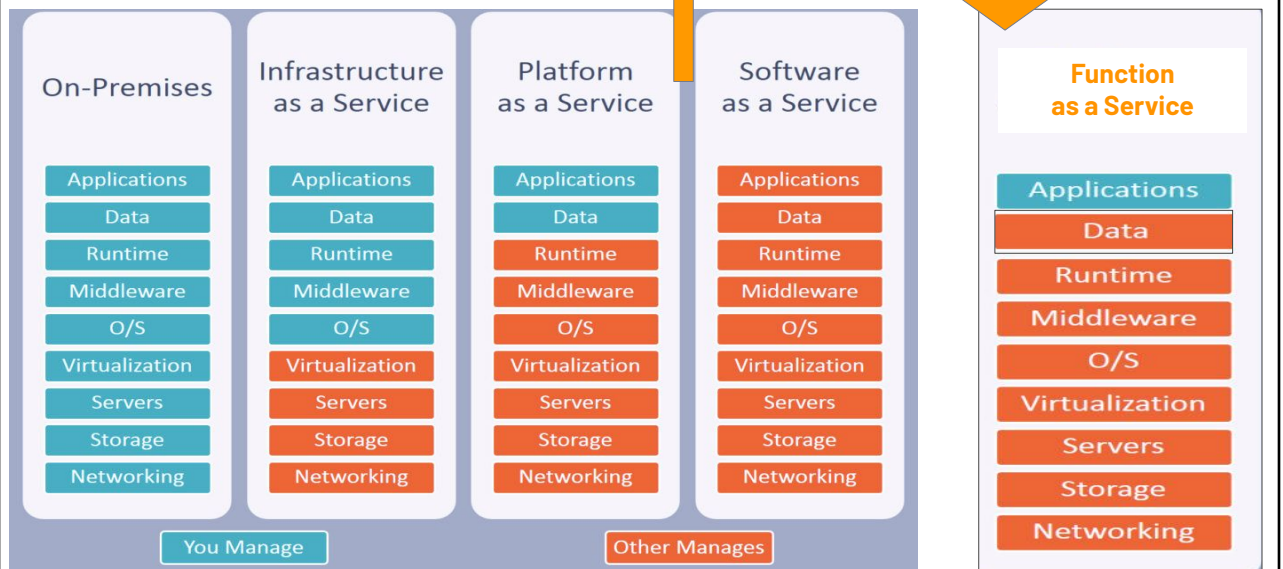 On-Premises
Applications
Data
Runtime
Middleware
O/S
Virtualization
Servers
Storage
Networking
Infrastructure
as a Service
Applications
Data
Runtime
Middleware
O/S
Virtualization
Servers
Storage
Networking
Platform
as a Service
Applications
Data
Runtime
Middleware
O/S
Virtualization
Servers
Storage
Networking
Software
as a Service
Applications
Data
Runtime
Middleware
O/S
Virtualization
Servers
Storage
Networking
You Manage
Other Manages
Function
as a Service
Applications
Data
Runtime
Middleware
O/S
Virtualization
Servers
Storage
Networking